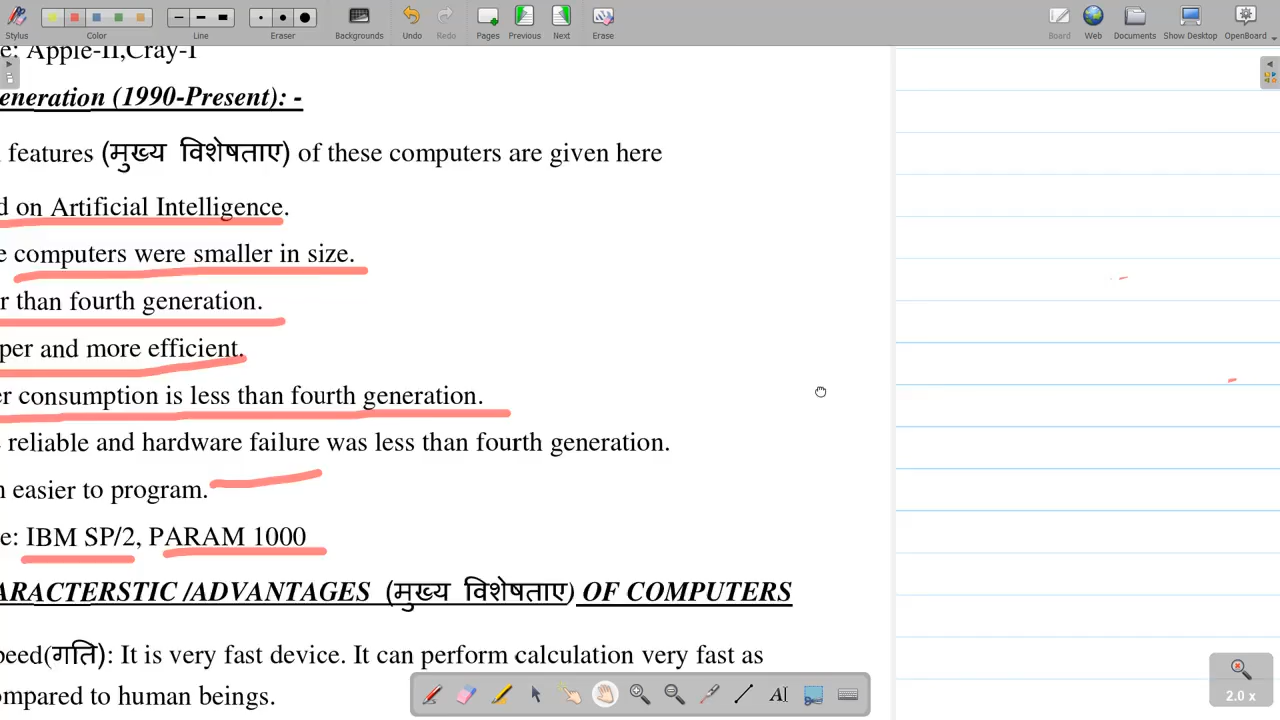 Stylus Color Line Eraser Backgrounds Undo Redo Pages Previous Next Erase Board Web Documents Show Desktop OpenBoard
e: Apple-II,Cray-I
eneration (1990-Present): -
features (मुख्य विशेषताए) of these computers are given here
d on Artificial Intelligence.
e computers were smaller in size.
r than fourth generation.
per and more efficient.
er consumption is less than fourth generation.
reliable and hardware failure was less than fourth generation.
n easier to program.
e: IBM SP/2, PARAM 1000
ARACTERSTIC /ADVANTAGES (मुख्य विशेषताए) OF COMPUTERS
peed(गति): It is very fast device. It can perform calculation very fast as
ompared to human beings.
2.0 x